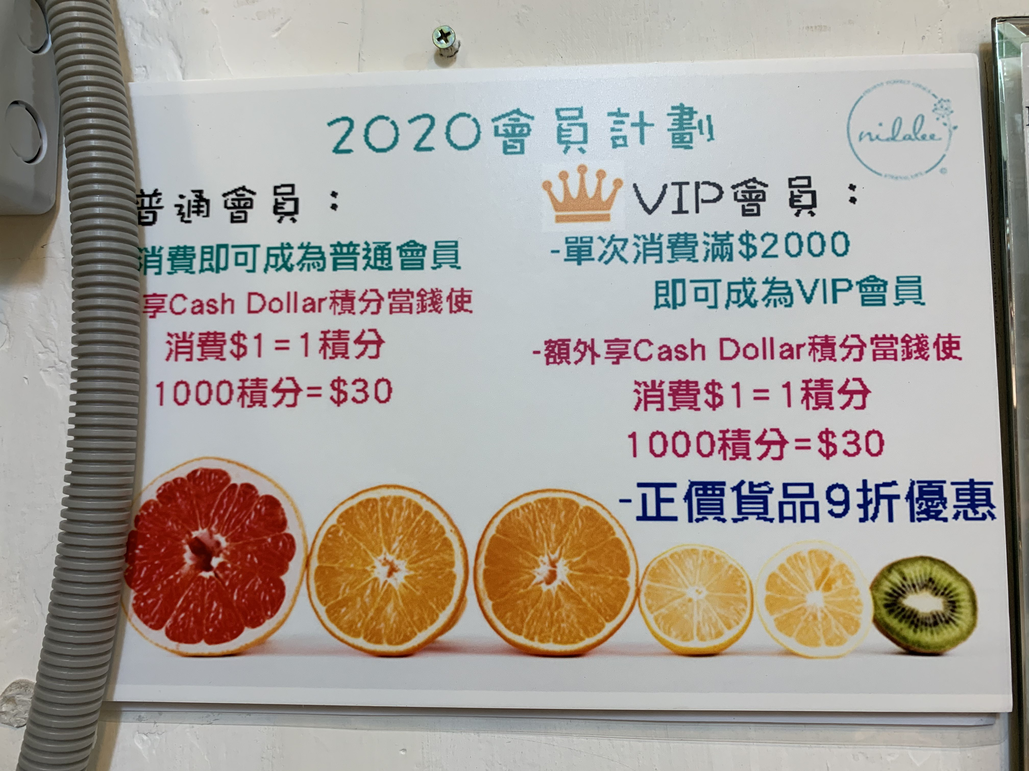 2020會員計劃
nidalee
普通會員：
消費即可成為普通會員
享Cash Dollar積分當錢使
消費$1=1積分
1000積分=$30
VIP會員：
-單次消費滿$2000
即可成為VIP會員
-額外享Cash Dollar積分當錢使
消費$1=1積分
1000積分=$30
-正價貨品9折優惠